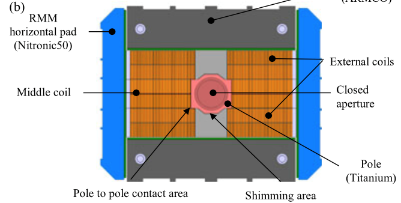 (b)
RMM
horizontal pad
(Nitronic50)
External coils
Middle coil
Closed
aperture
Pole
(Titanium)
Pole to pole contact area
Shimming area